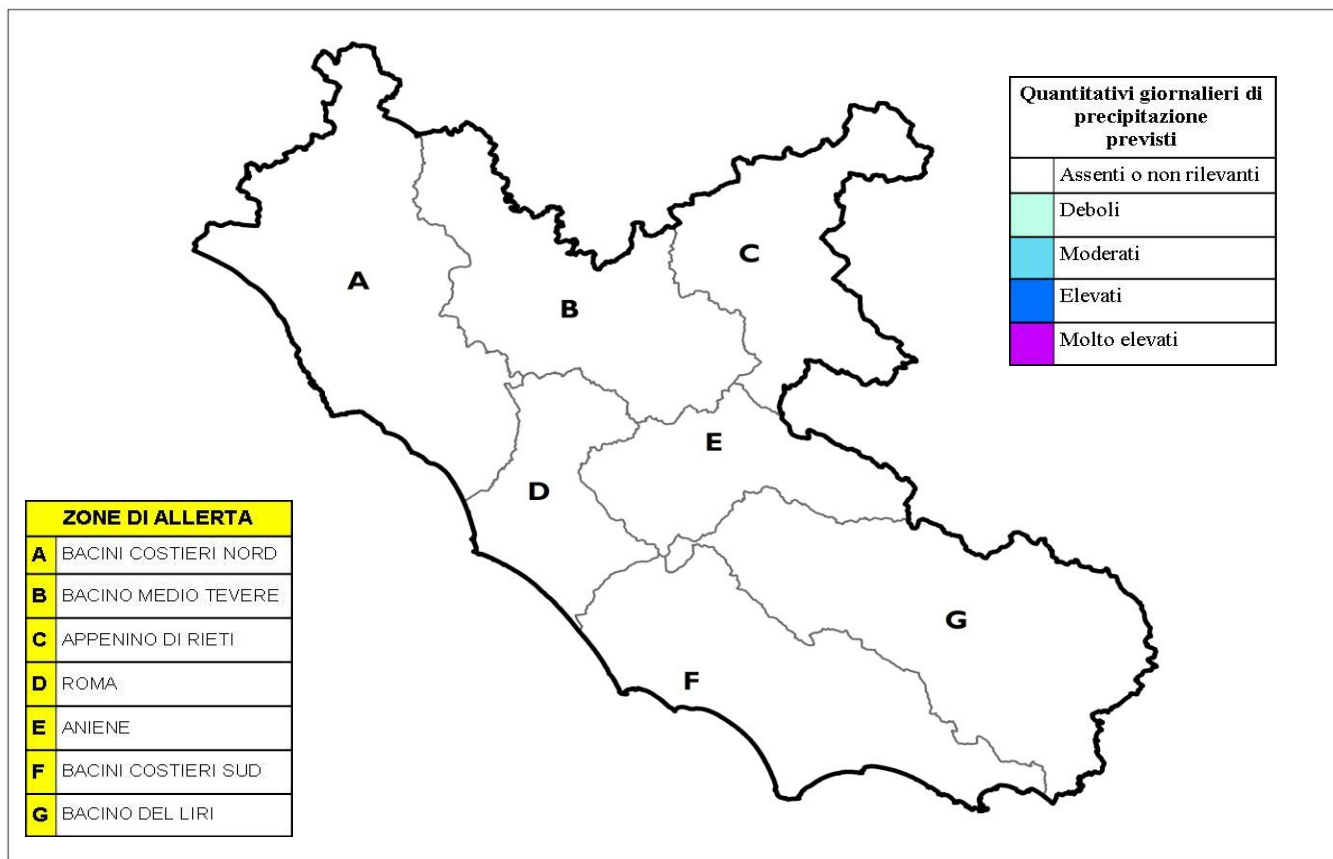 Quantitativi giornalieri di
precipitazione
previsti
Assenti o non rilevanti
Deboli
Moderati
Elevati
Molto elevati
A
B
C
D
E
F
G
ZONE DI ALLERTA
A BACINI COSTIERI NORD
B BACINO MEDIO TEVERE
C APPENINO DI RIETI
D ROMA
E ANIENE
F BACINI COSTIERI SUD
G BACINO DEL LIRI